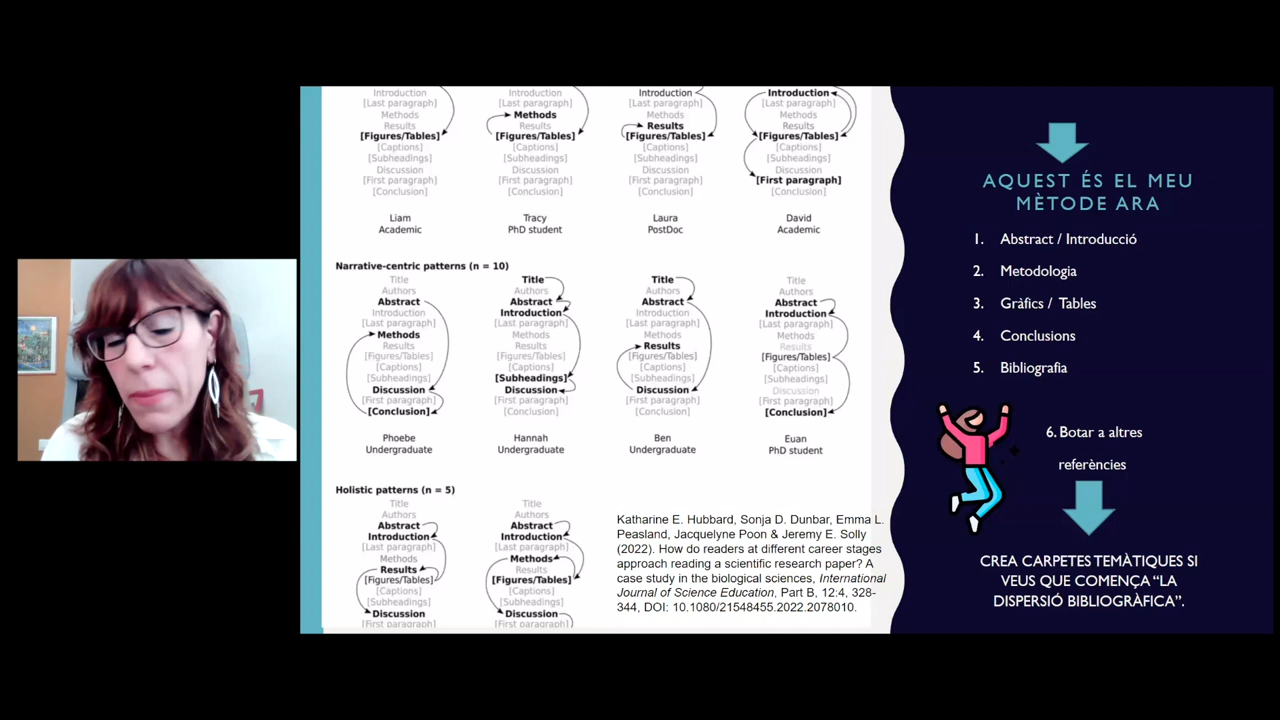 Introduction
[Last paragraph]
Methods
Results
[Figures/Tables]
[Captions]
[Subheadings]
Discussion
[First paragraph]
[Conclusion]
Liam
Academic
Introduction
[Last paragraph]
Methods
Results
[Figures/Tables]
[Captions]
[Subheadings]
Discussion
[First paragraph]
[Conclusion]
Tracy
PhD student
Introduction
[Last paragraph]
Methods
Results
[Figures/Tables]
[Captions]
[Subheadings]
Discussion
[First paragraph]
[Conclusion]
Laura
PostDoc
Introduction
[Last paragraph]
Methods
Results
[Figures/Tables]
[Captions]
[Subheadings]
Discussion
[First paragraph]
[Conclusion]
David
Academic
Narrative-centric patterns (n = 10)
Title
Authors
Abstract
Introduction
[Last paragraph]
Methods
Results
[Figures/Tables]
[Captions]
[Subheadings]
Discussion
[First paragraph]
[Conclusion]
Phoebe
Undergraduate
Title
Authors
Abstract
Introduction
[Last paragraph]
Methods
Results
[Figures/Tables]
[Captions]
[Subheadings]
Discussion
[First paragraph]
[Conclusion]
Hannah
Undergraduate
Title
Authors
Abstract
Introduction
[Last paragraph]
Methods
Results
[Figures/Tables]
[Captions]
[Subheadings]
Discussion
[First paragraph]
[Conclusion]
Ben
Undergraduate
Title
Authors
Abstract
Introduction
[Last paragraph]
Methods
Results
[Figures/Tables]
[Captions]
[Subheadings]
Discussion
[First paragraph]
[Conclusion]
Euan
PhD student
Holistic patterns (n = 5)
Title
Authors
Abstract
Introduction
[Last paragraph]
Methods
Results
[Figures/Tables]
[Captions]
[Subheadings]
Discussion
[First paragraph]
Title
Authors
Abstract
Introduction
[Last paragraph]
Methods
Results
[Figures/Tables]
[Captions]
[Subheadings]
Discussion
[First paragraph]
Katharine E. Hubbard, Sonja D. Dunbar, Emma L.
Peasland, Jacquelyne Poon & Jeremy E. Solly
(2022). How do readers at different career stages
approach reading a scientific research paper? A
case study in the biological sciences, International
Journal of Science Education, Part B, 12:4, 328-
344, DOI: 10.1080/21548455.2022.2078010.
AQUEST ÉS EL MEU
MÈTODE ARA
1. Abstract / Introducció
2. Metodologia
3. Gràfics / Tables
4. Conclusions
5. Bibliografia
6. Botar a altres
referències
CREA CARPETES TEMÀTIQUES SI
VEUS QUE COMENÇA “LA
DISPERSIÓ BIBLIOGRÀFICA”.